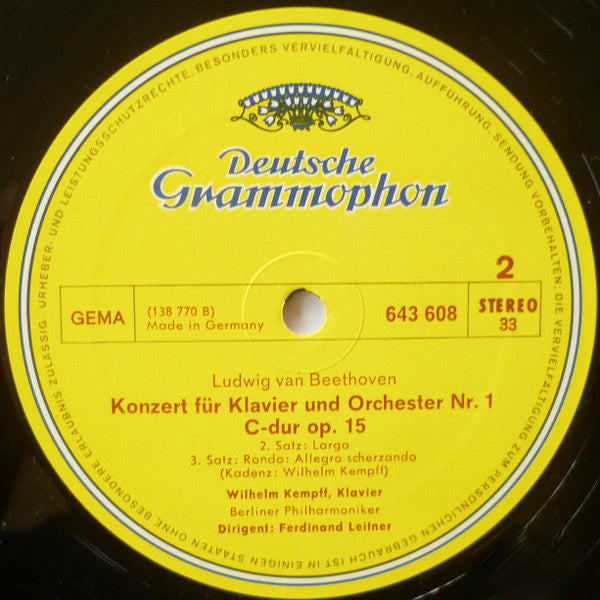 URHEBER- UND LEISTUNGSSCHUTZRECHTE, BESONDERS VERVIELFÄLTIGUNG, AUFFÜHRUNG, SENDUNG VORBEHALTEN; DIE VERVIELFÄLTIGUNG ZUM PERSÖNLICHEN GEBRAUCH IST IN EINIGEN STAATEN OHNE BESONDERE ERLAUBNIS ZULÄSSIG ·
Deutsche
Grammophon
2
GEMA
(138 770 B)
Made in Germany
643 608
STEREO
33
Ludwig van Beethoven
Konzert für Klavier und Orchester Nr. 1
C-dur op. 15
2. Satz: Largo
3. Satz: Rondo: Allegro scherzando
(Kadenz: Wilhelm Kempff)
Wilhelm Kempff, Klavier
Berliner Philharmoniker
Dirigent: Ferdinand Leitner